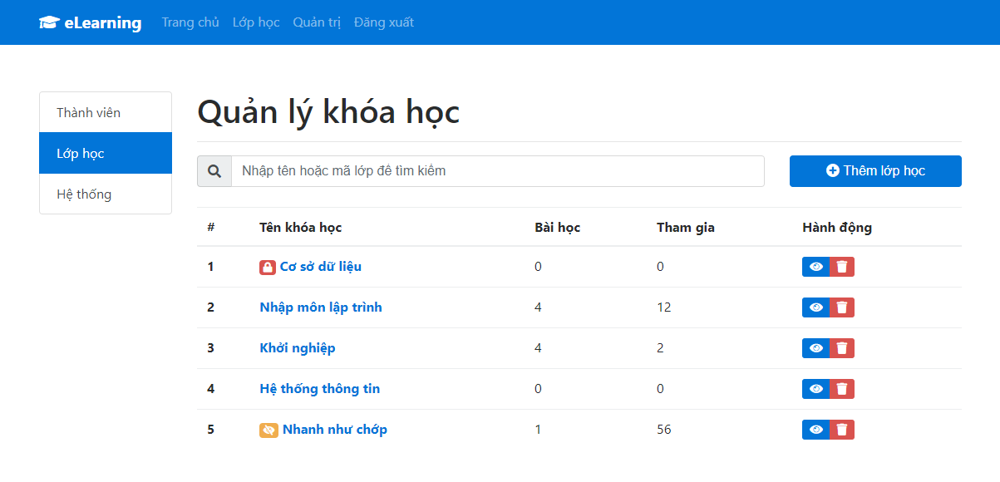 eLearning Trang chủ Lớp học Quản trị Đăng xuất
Thành viên
Lớp học
Hệ thống
Quản lý khóa học
Nhập tên hoặc mã lớp để tìm kiếm
Thêm lớp học
# Tên khóa học Bài học Tham gia Hành động
1 Cơ sở dữ liệu 0 0
2 Nhập môn lập trình 4 12
3 Khởi nghiệp 4 2
4 Hệ thống thông tin 0 0
5 Nhanh như chớp 1 56